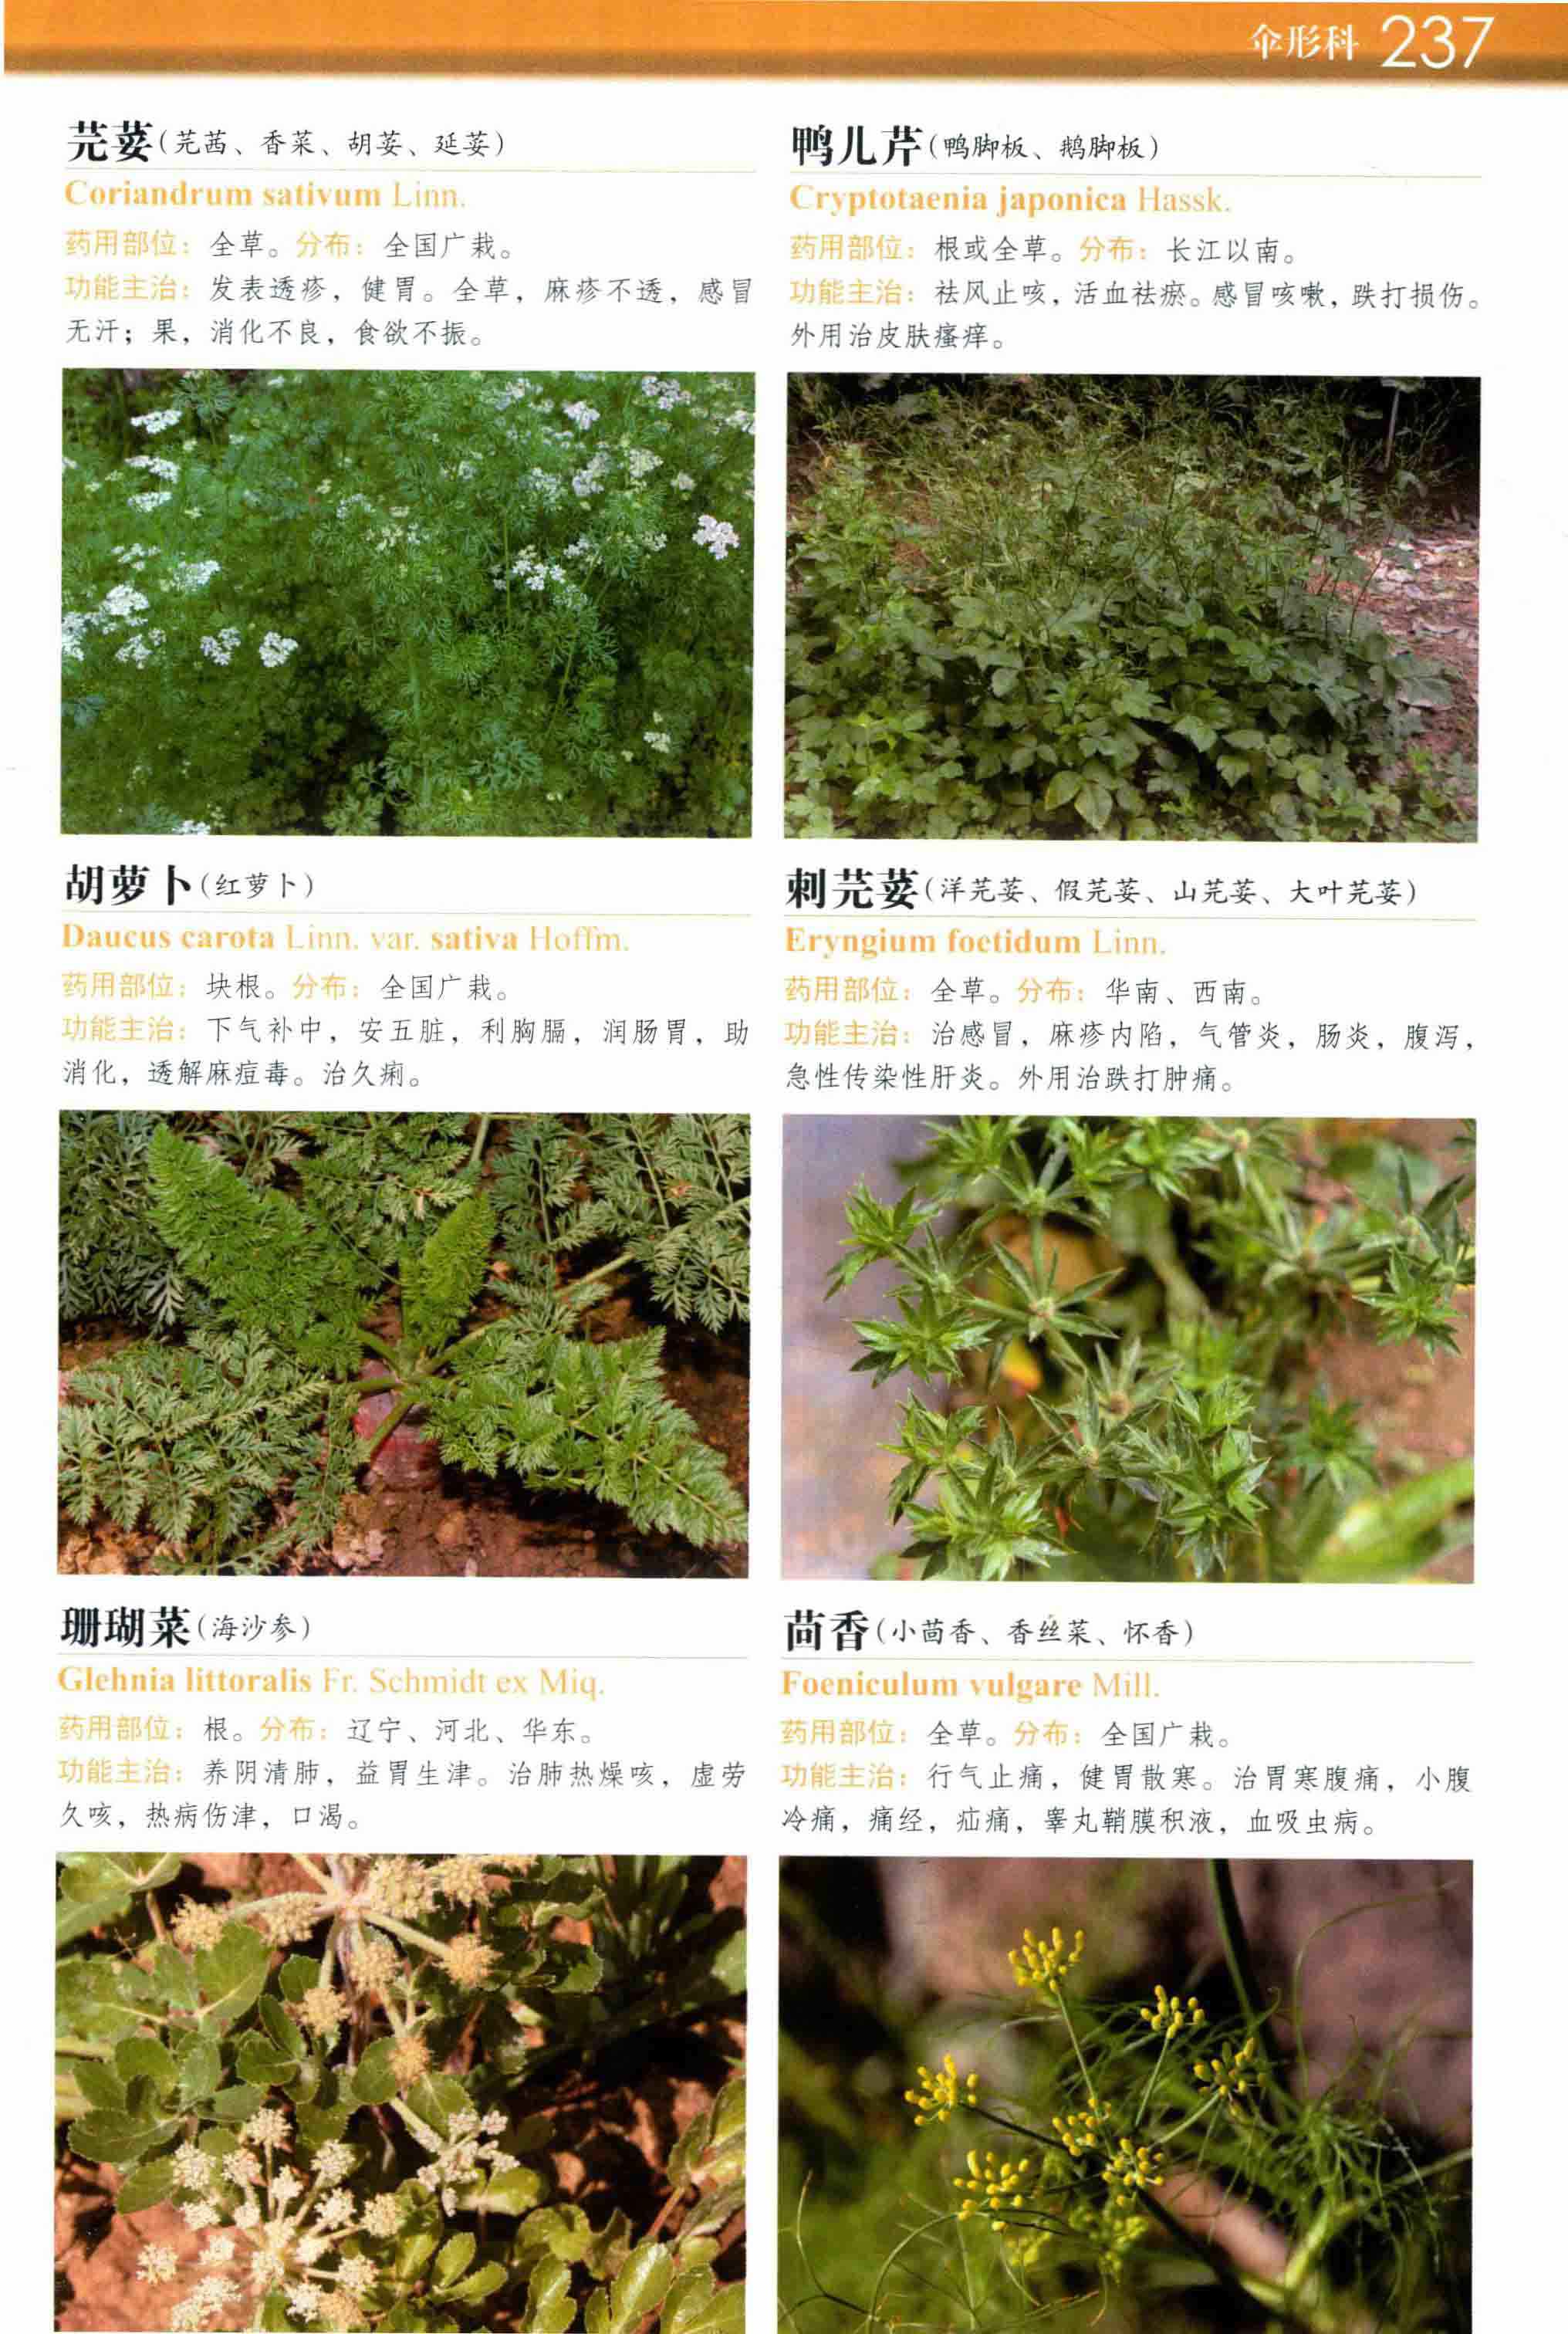 伞形科 237
芫荽(芫茜、香菜、胡荽、延荽)
Coriandrum sativum Linn.
药用部位：全草。分布：全国广栽。
功能主治：发表透疹，健胃。全草，麻疹不透，感冒
无汗；果，消化不良，食欲不振。
鸭儿芹(鸭脚板、鹅脚板)
Cryptotaenia japonica Hassk.
药用部位：根或全草。分布：长江以南。
功能主治：祛风止咳，活血祛瘀。感冒咳嗽，跌打损伤。
外用治皮肤瘙痒。
胡萝卜(红萝卜)
Daucus carota Linn. var. sativa Hoffm.
药用部位：块根。分布：全国广栽。
功能主治：下气补中，安五脏，利胸膈，润肠胃，助
消化，透解麻痘毒。治久痢。
刺芫荽(洋芫荽、假芫荽、山芫荽、大叶芫荽)
Eryngium foetidum Linn.
药用部位：全草。分布：华南、西南。
功能主治：治感冒，麻疹内陷，气管炎，肠炎，腹泻，
急性传染性肝炎。外用治跌打肿痛。
珊瑚菜(海沙参)
Glehnia littoralis Fr. Schmidt ex Miq.
药用部位：根。分布：辽宁、河北、华东。
功能主治：养阴清肺，益胃生津。治肺热燥咳，虚劳
久咳，热病伤津，口渴。
茴香(小茴香、香丝菜、怀香)
Foeniculum vulgare Mill.
药用部位：全草。分布：全国广栽。
功能主治：行气止痛，健胃散寒。治胃寒腹痛，小腹
冷痛，痛经，疝痛，睾丸鞘膜积液，血吸虫病。